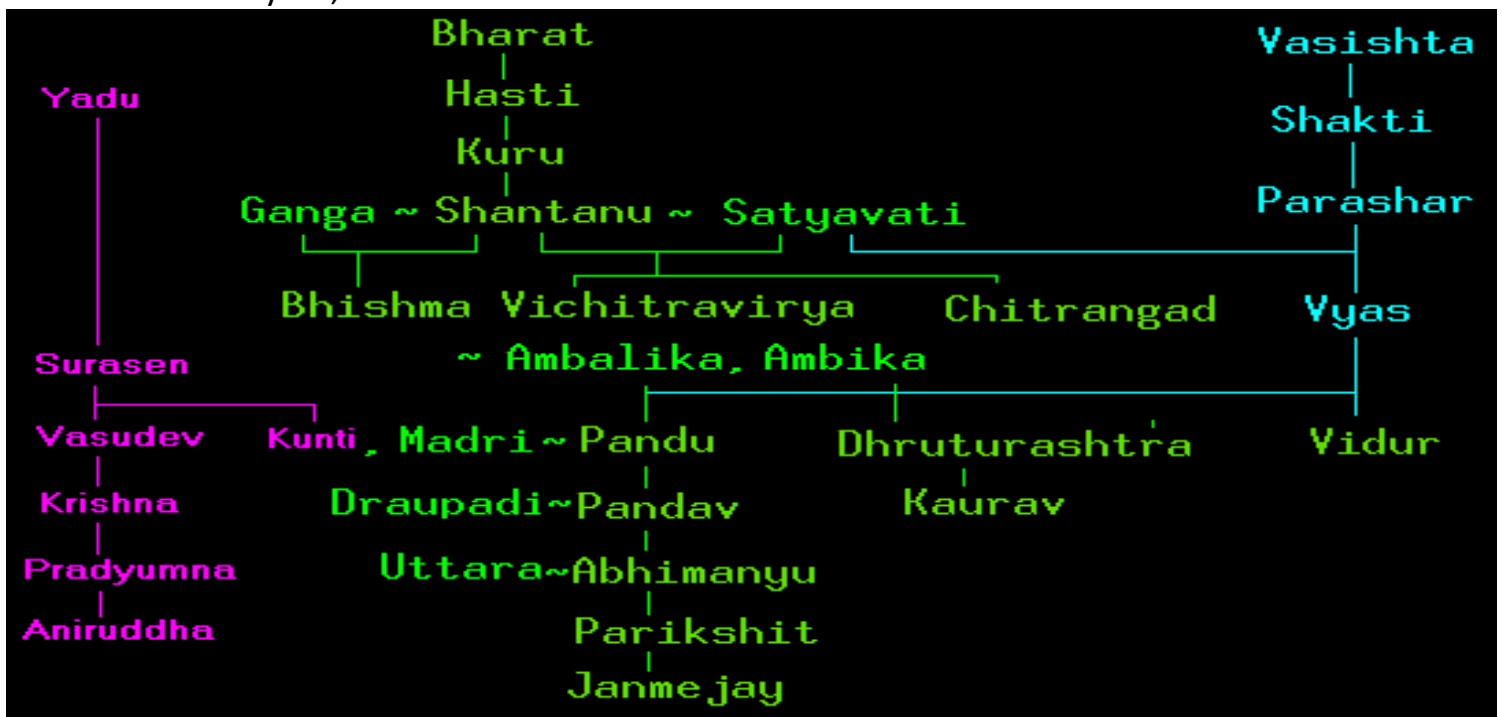 Bharat Vasishta
Yadu Hasti
Shakti
Kuru
Ganga ~ Shantanu ~ Satyavati Parashar
Bhishma Vichitravirya Chitrangad Vyas
Surasen ~ Ambalika, Ambika
Vasudev Kunti, Madri ~ Pandu Dhruturashtra Vidur
Krishna Draupadi~Pandav Kaurav
Pradyumna Uttara~Abhimanyu
Aniruddha Parikshit
Janmejay